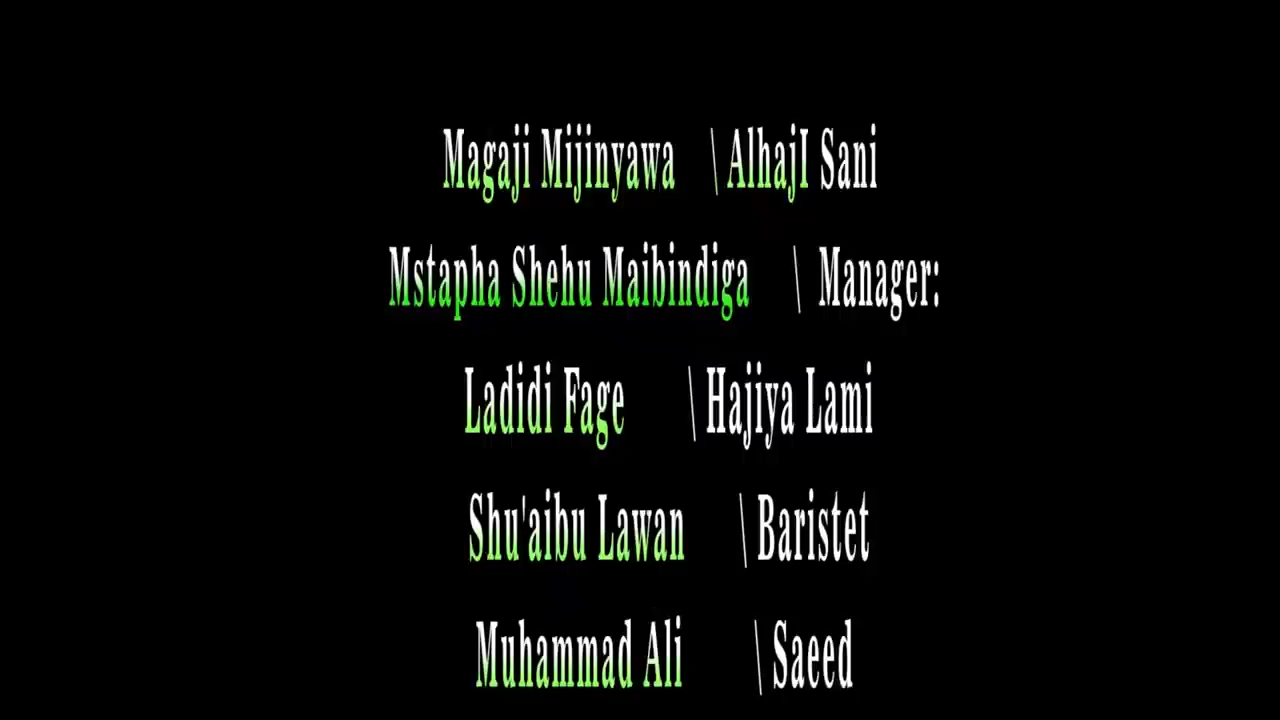 Magaji Mijinyawa \ AlhajI Sani
Mstapha Shehu Maibindiga \ Manager:
Ladidi Fage \ Hajiya Lami
Shu'aibu Lawan \ Baristet
Muhammad Ali \ Saeed